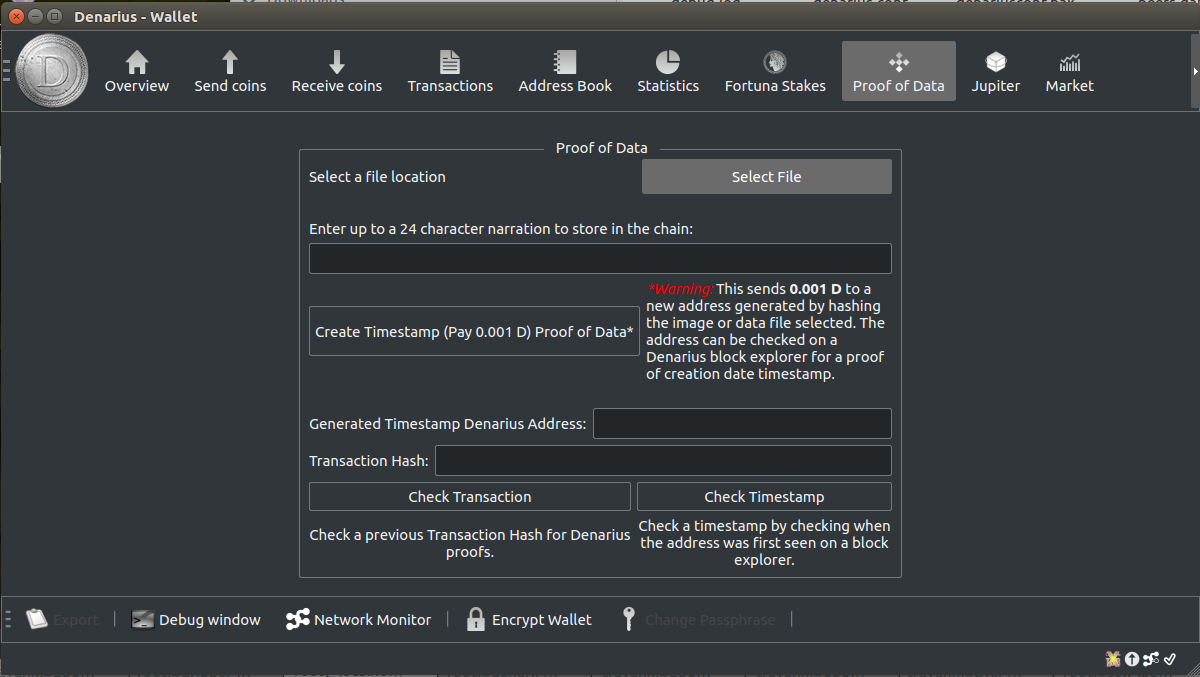 Denarius - Wallet
Overview
Send coins
Receive coins
Transactions
Address Book
Statistics
Fortuna Stakes
Proof of Data
Jupiter
Market
Proof of Data
Select a file location
Select File
Enter up to a 24 character narration to store in the chain:
*Warning: This sends 0.001 D to a
new address generated by hashing
the image or data file selected. The
address can be checked on a
Denarius block explorer for a proof
of creation date timestamp.
Create Timestamp (Pay 0.001 D) Proof of Data*
Generated Timestamp Denarius Address:
Transaction Hash:
Check Transaction
Check Timestamp
Check a previous Transaction Hash for Denarius
proofs.
Check a timestamp by checking when
the address was first seen on a block
explorer.
Export
Debug window
Network Monitor
Encrypt Wallet
Change Passphrase